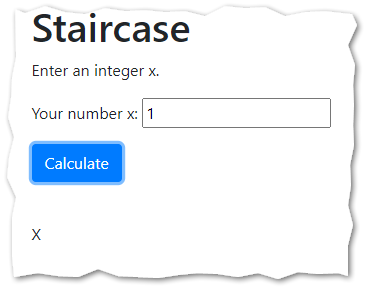 Staircase
Enter an integer x.
Your number x: 1
Calculate
X